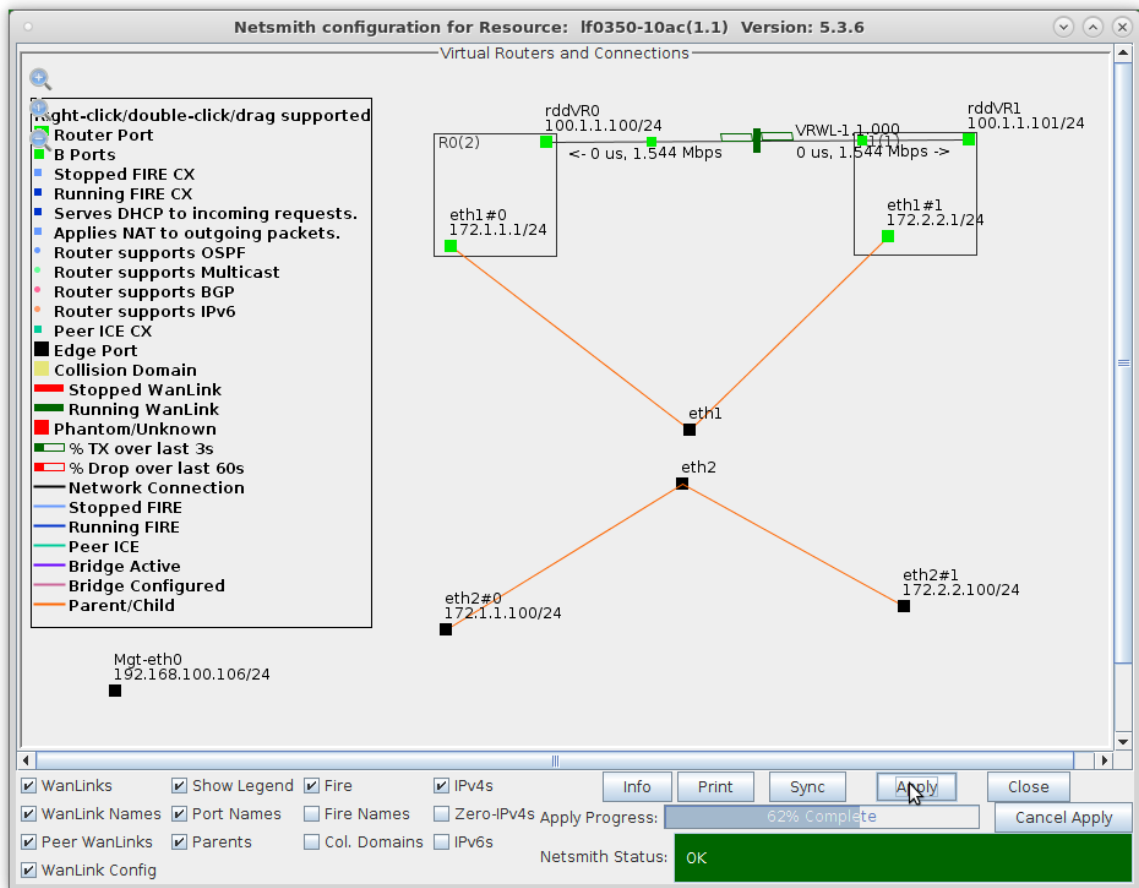 Netsmith configuration for Resource: lf0350-10ac(1.1) Version: 5.3.6
Virtual Routers and Connections
Right-click/double-click/drag supported
Router Port
B Ports
Stopped FIRE CX
Running FIRE CX
Serves DHCP to incoming requests.
Applies NAT to outgoing packets.
Router supports OSPF
Router supports Multicast
Router supports BGP
Router supports IPv6
Peer ICE CX
Edge Port
Collision Domain
Stopped WanLink
Running WanLink
Phantom/Unknown
% TX over last 3s
% Drop over last 60s
Network Connection
Stopped FIRE
Running FIRE
Peer ICE
Bridge Active
Bridge Configured
Parent/Child
rddVR0
100.1.1.100/24
R0(2)
<- 0 us, 1.544 Mbps
VRWL-1.1.000
0 us, 1.544 Mbps ->
rddVR1
100.1.1.101/24
eth1#0
172.1.1.1/24
eth1#1
172.2.2.1/24
eth1
eth2
eth2#0
172.1.1.100/24
eth2#1
172.2.2.100/24
Mgt-eth0
192.168.100.106/24
WanLinks Show Legend Fire IPv4s Info Print Sync Apply Close
WanLink Names Port Names Fire Names Zero-IPv4s Apply Progress: 62% Complete Cancel Apply
Peer WanLinks Parents Col. Domains IPv6s
Netsmith Status: OK
WanLink Config